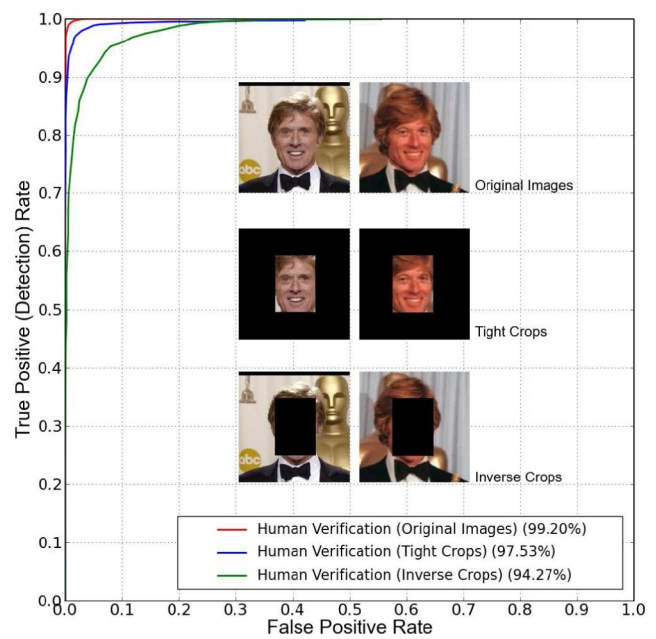 1.0
0.9
0.8
0.7
0.6
0.5
0.4
0.3
0.2
0.1
0.0
True Positive (Detection) Rate
abc
Original Images
Tight Crops
abc
Inverse Crops
Human Verification (Original Images) (99.20%)
Human Verification (Tight Crops) (97.53%)
Human Verification (Inverse Crops) (94.27%)
0.0 0.1 0.2 0.3 0.4 0.5 0.6 0.7 0.8 0.9 1.0
False Positive Rate